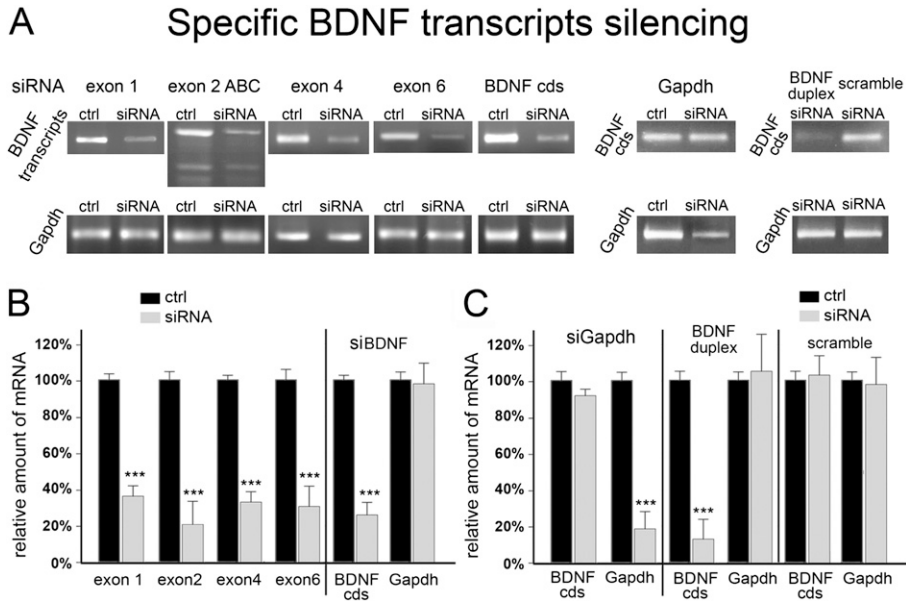 A Specific BDNF transcripts silencing
siRNA exon 1 exon 2 ABC exon 4 exon 6 BDNF cds Gapdh BDNF duplex scramble
BDNF transcripts
ctrl siRNA ctrl siRNA ctrl siRNA ctrl siRNA ctrl siRNA
BDNF cds
ctrl siRNA
BDNF cds
siRNA siRNA
Gapdh
ctrl siRNA ctrl siRNA ctrl siRNA ctrl siRNA ctrl siRNA
Gapdh
ctrl siRNA
Gapdh
siRNA siRNA
B
ctrl
siRNA
siBDNF
relative amount of mRNA
120%
100%
80%
60%
40%
20%
0%
*** *** *** *** ***
exon 1 exon2 exon4 exon6 BDNF cds Gapdh
C
ctrl
siRNA
siGapdh BDNF duplex scramble
relative amount of mRNA
120%
100%
80%
60%
40%
20%
0%
*** ***
BDNF cds Gapdh BDNF cds Gapdh BDNF cds Gapdh